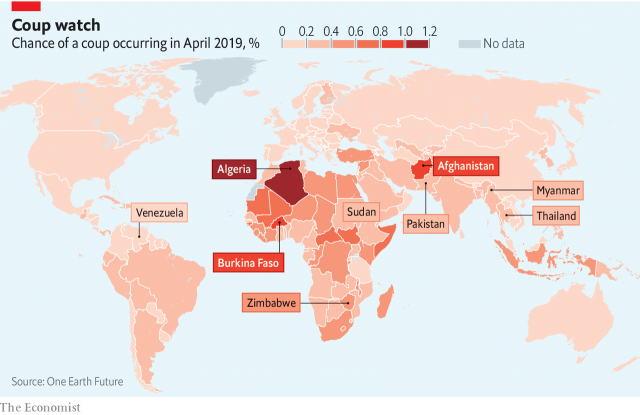 Coup watch
Chance of a coup occurring in April 2019, %
0 0.2 0.4 0.6 0.8 1.0 1.2
No data
Algeria
Afghanistan
Myanmar
Venezuela
Sudan
Thailand
Pakistan
Burkina Faso
Zimbabwe
Source: One Earth Future
The Economist